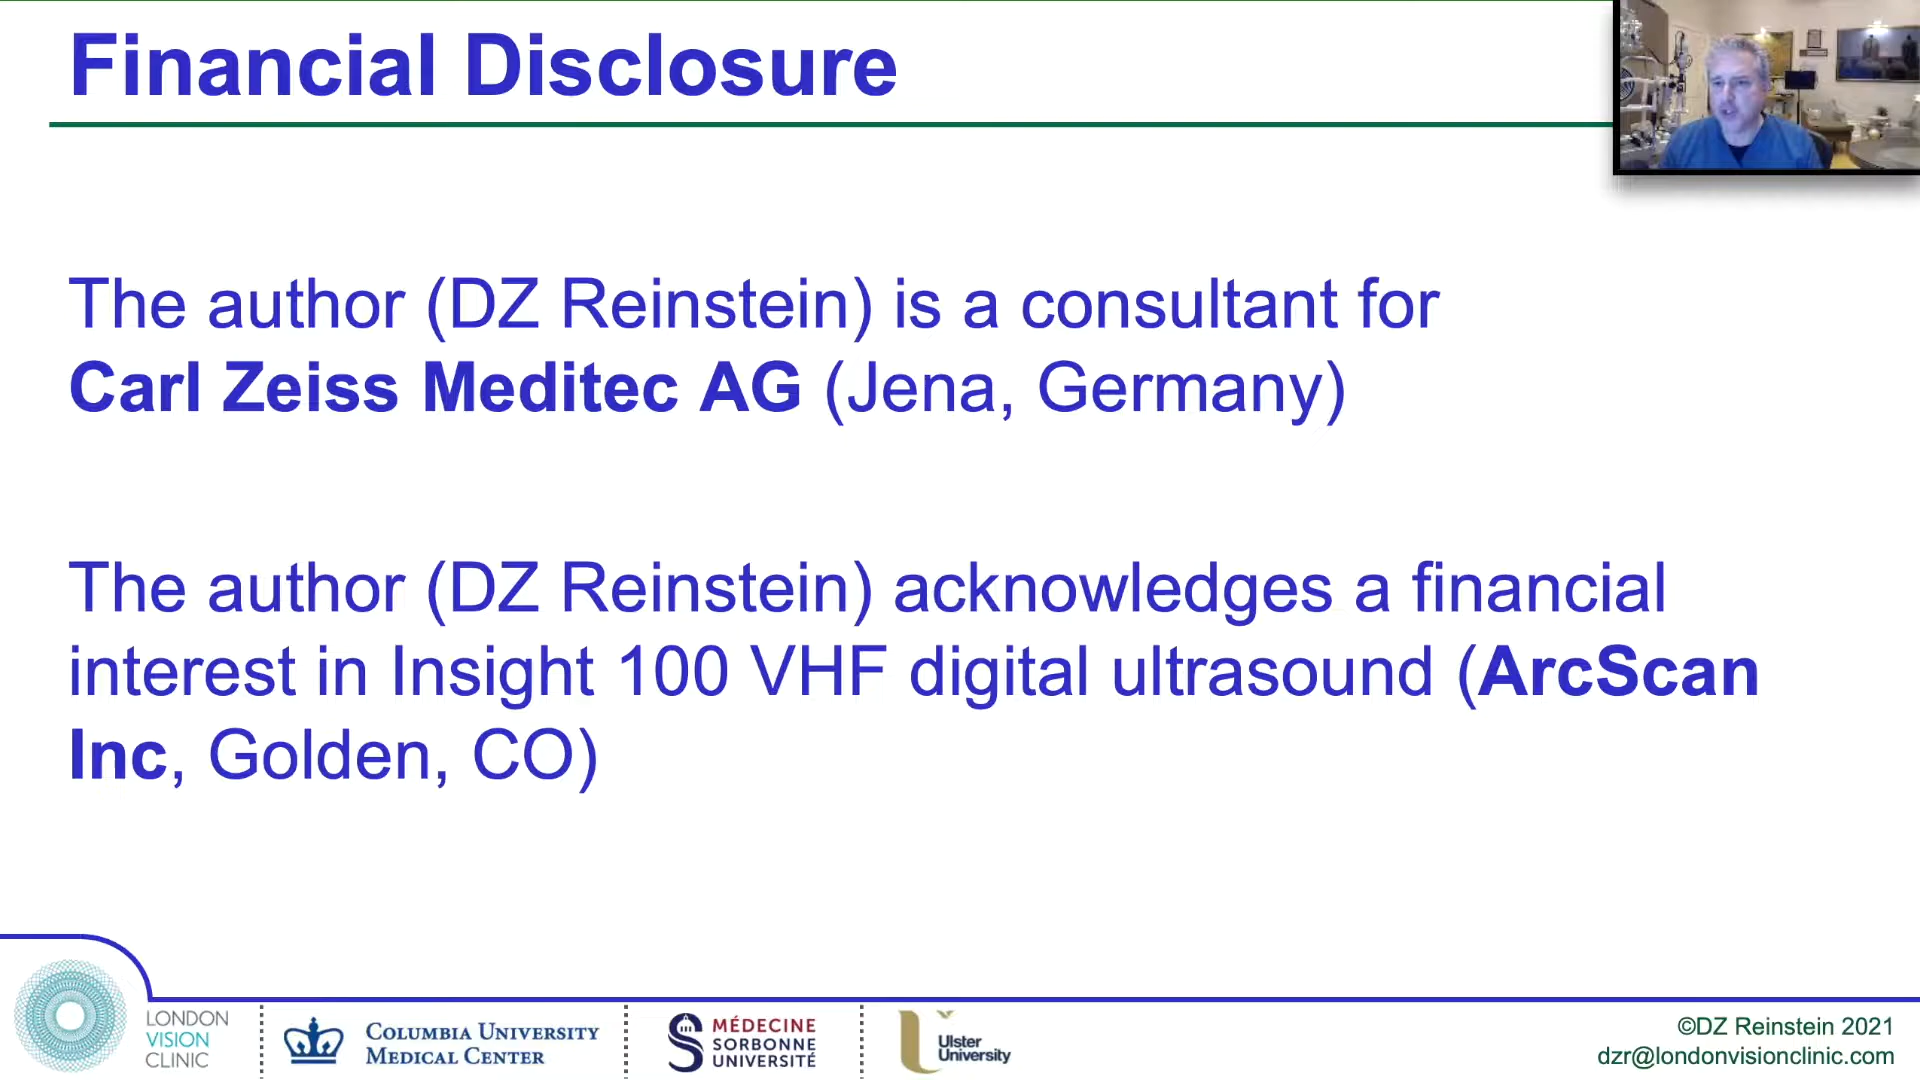 Financial Disclosure
The author (DZ Reinstein) is a consultant for
Carl Zeiss Meditec AG (Jena, Germany)
The author (DZ Reinstein) acknowledges a financial
interest in Insight 100 VHF digital ultrasound (ArcScan
Inc, Golden, CO)
LONDON
VISION
CLINIC
COLUMBIA UNIVERSITY
MEDICAL CENTER
MÉDECINE
SORBONNE
UNIVERSITÉ
Ulster
University
©DZ Reinstein 2021
dzr@londonvisionclinic.com